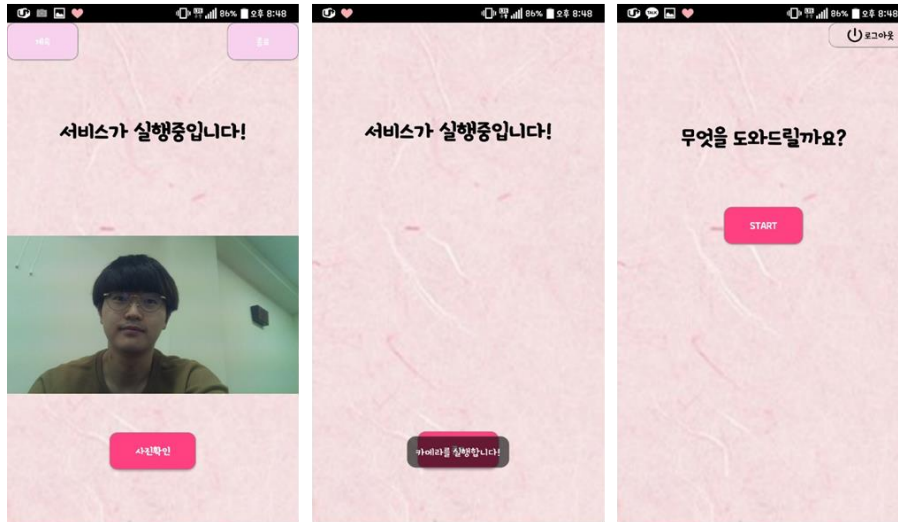 86% 오후 8:48
서비스가 실행중입니다!
사진확인
86% 오후 8:48
서비스가 실행중입니다!
카메라를 실행합니다!
86% 오후 8:48
로그아웃
무엇을 도와드릴까요?
START